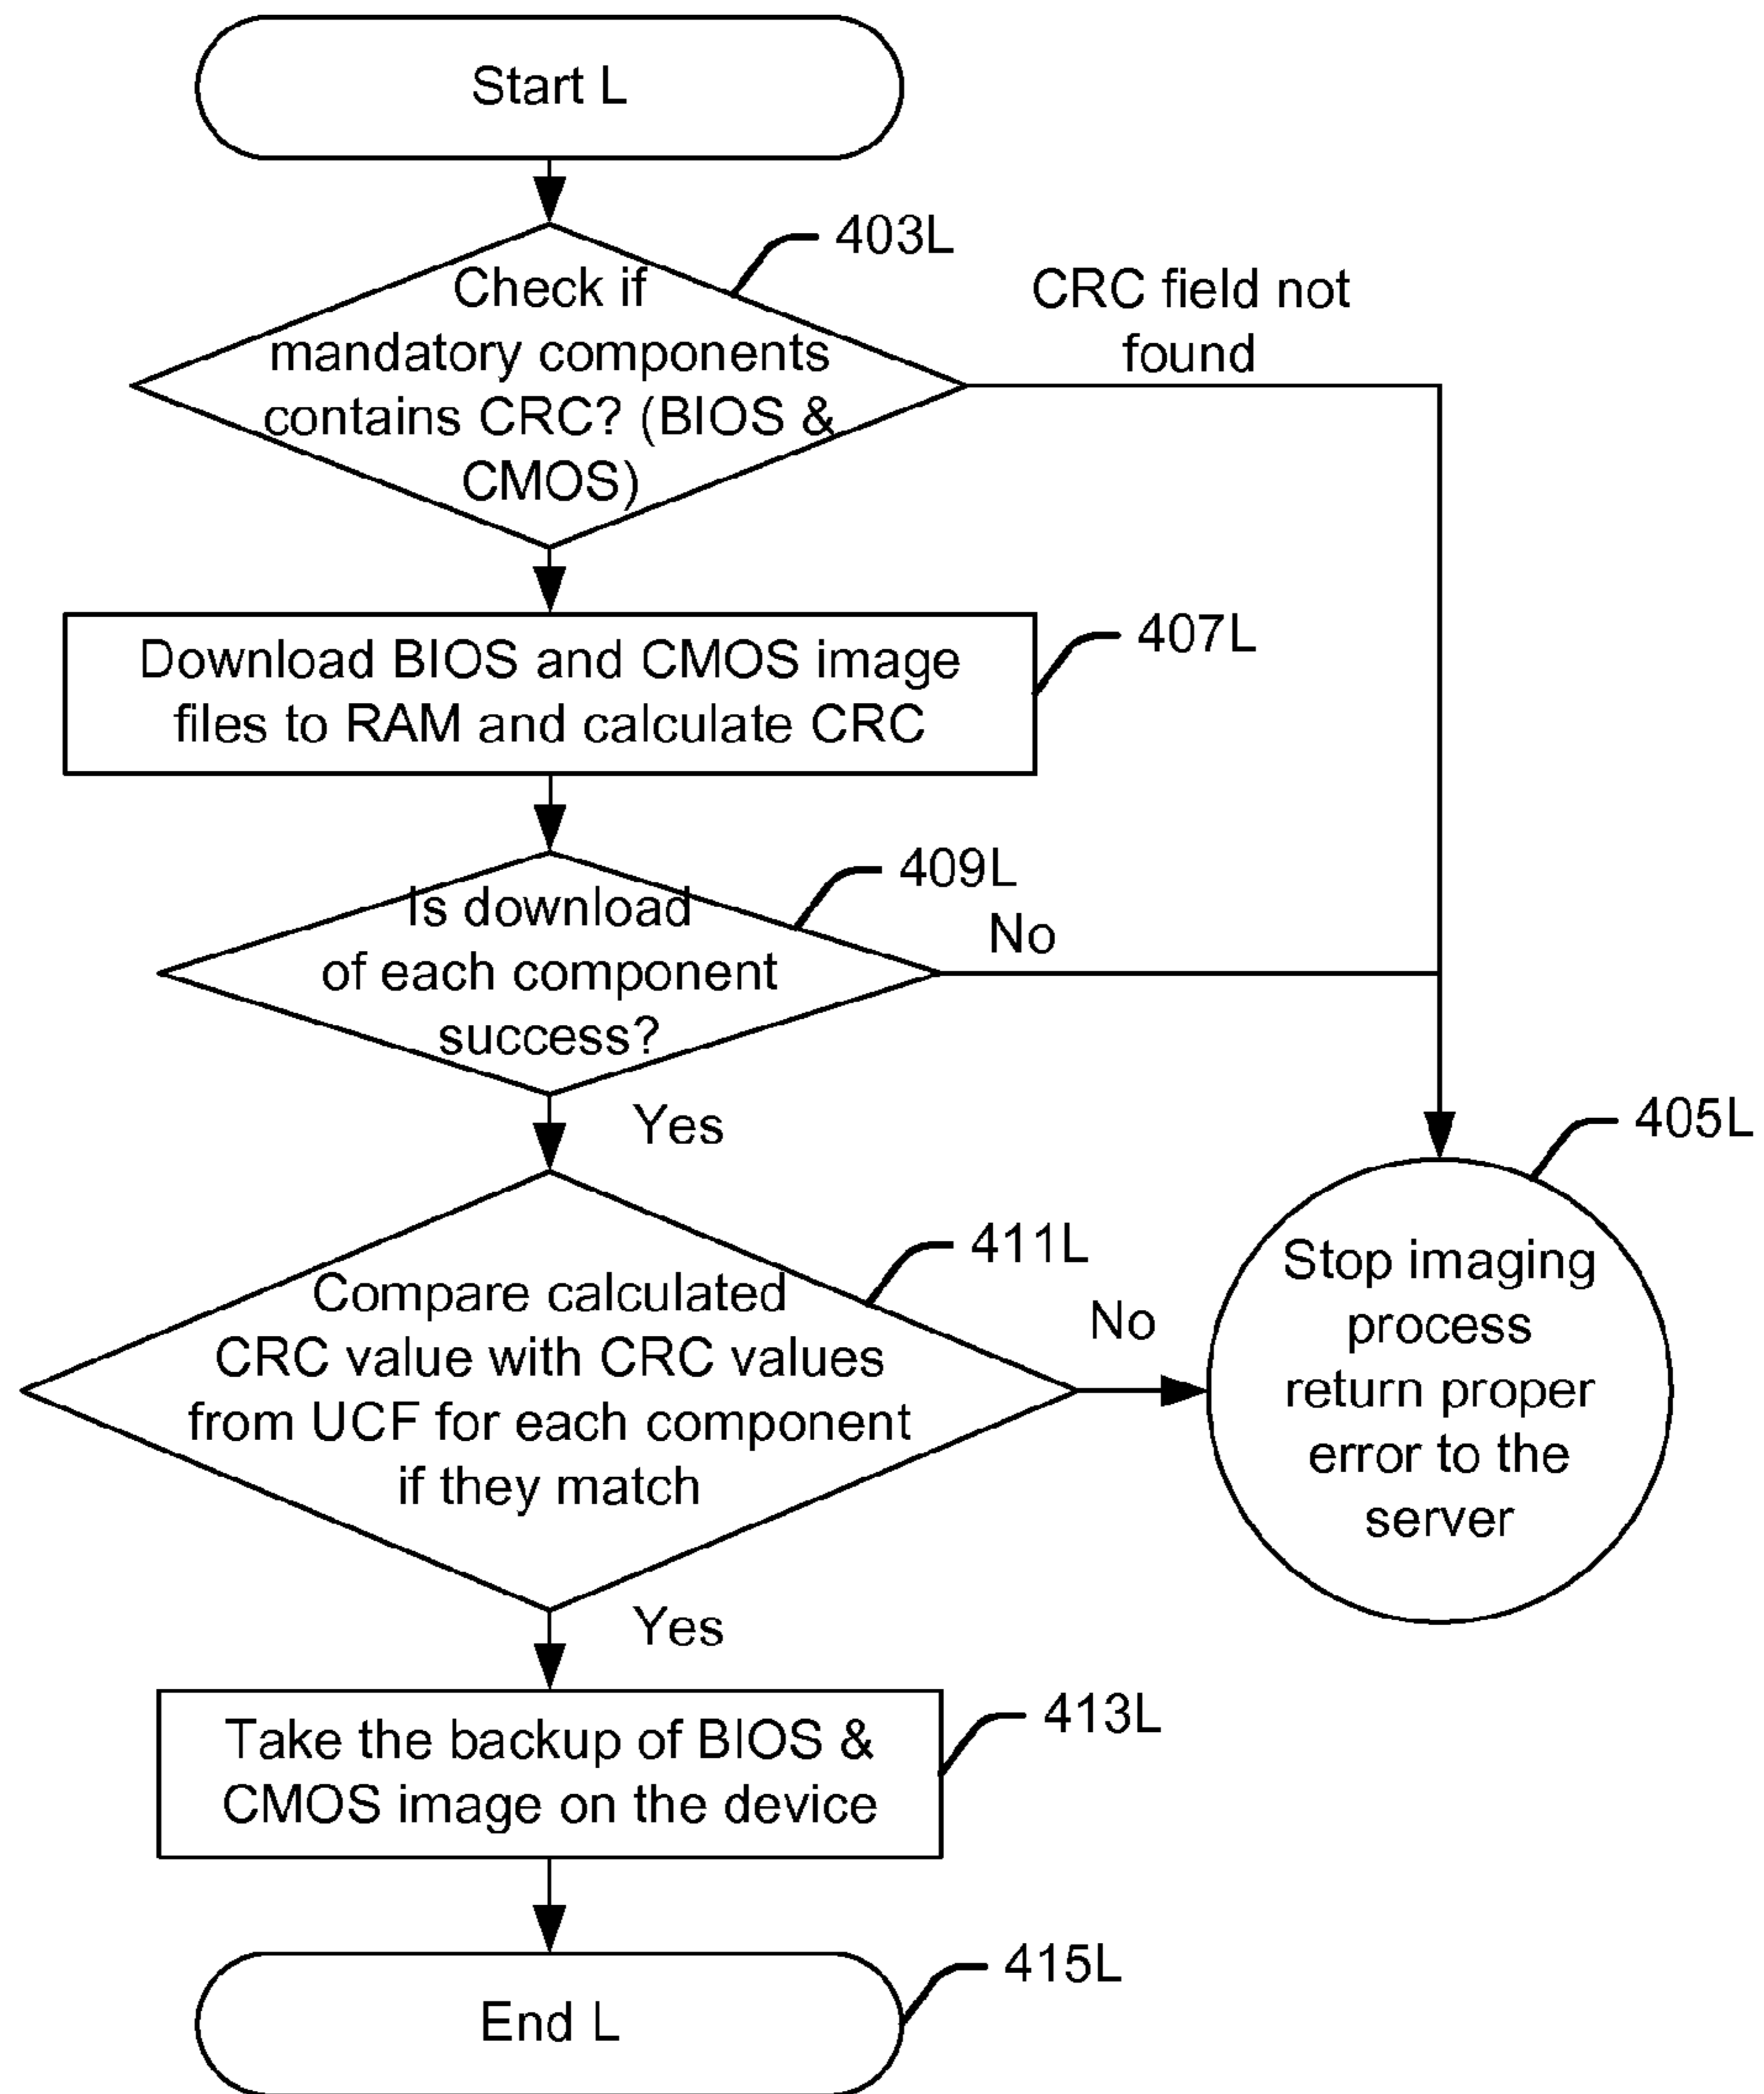 Start L
403L
Check if
mandatory components
contains CRC? (BIOS &
CMOS)
CRC field not
found
407L
Download BIOS and CMOS image
files to RAM and calculate CRC
409L
Is download
of each component
success?
No
Yes
405L
411L
Compare calculated
CRC value with CRC values
from UCF for each component
if they match
No
Stop imaging
process
return proper
error to the
server
Yes
413L
Take the backup of BIOS &
CMOS image on the device
415L
End L